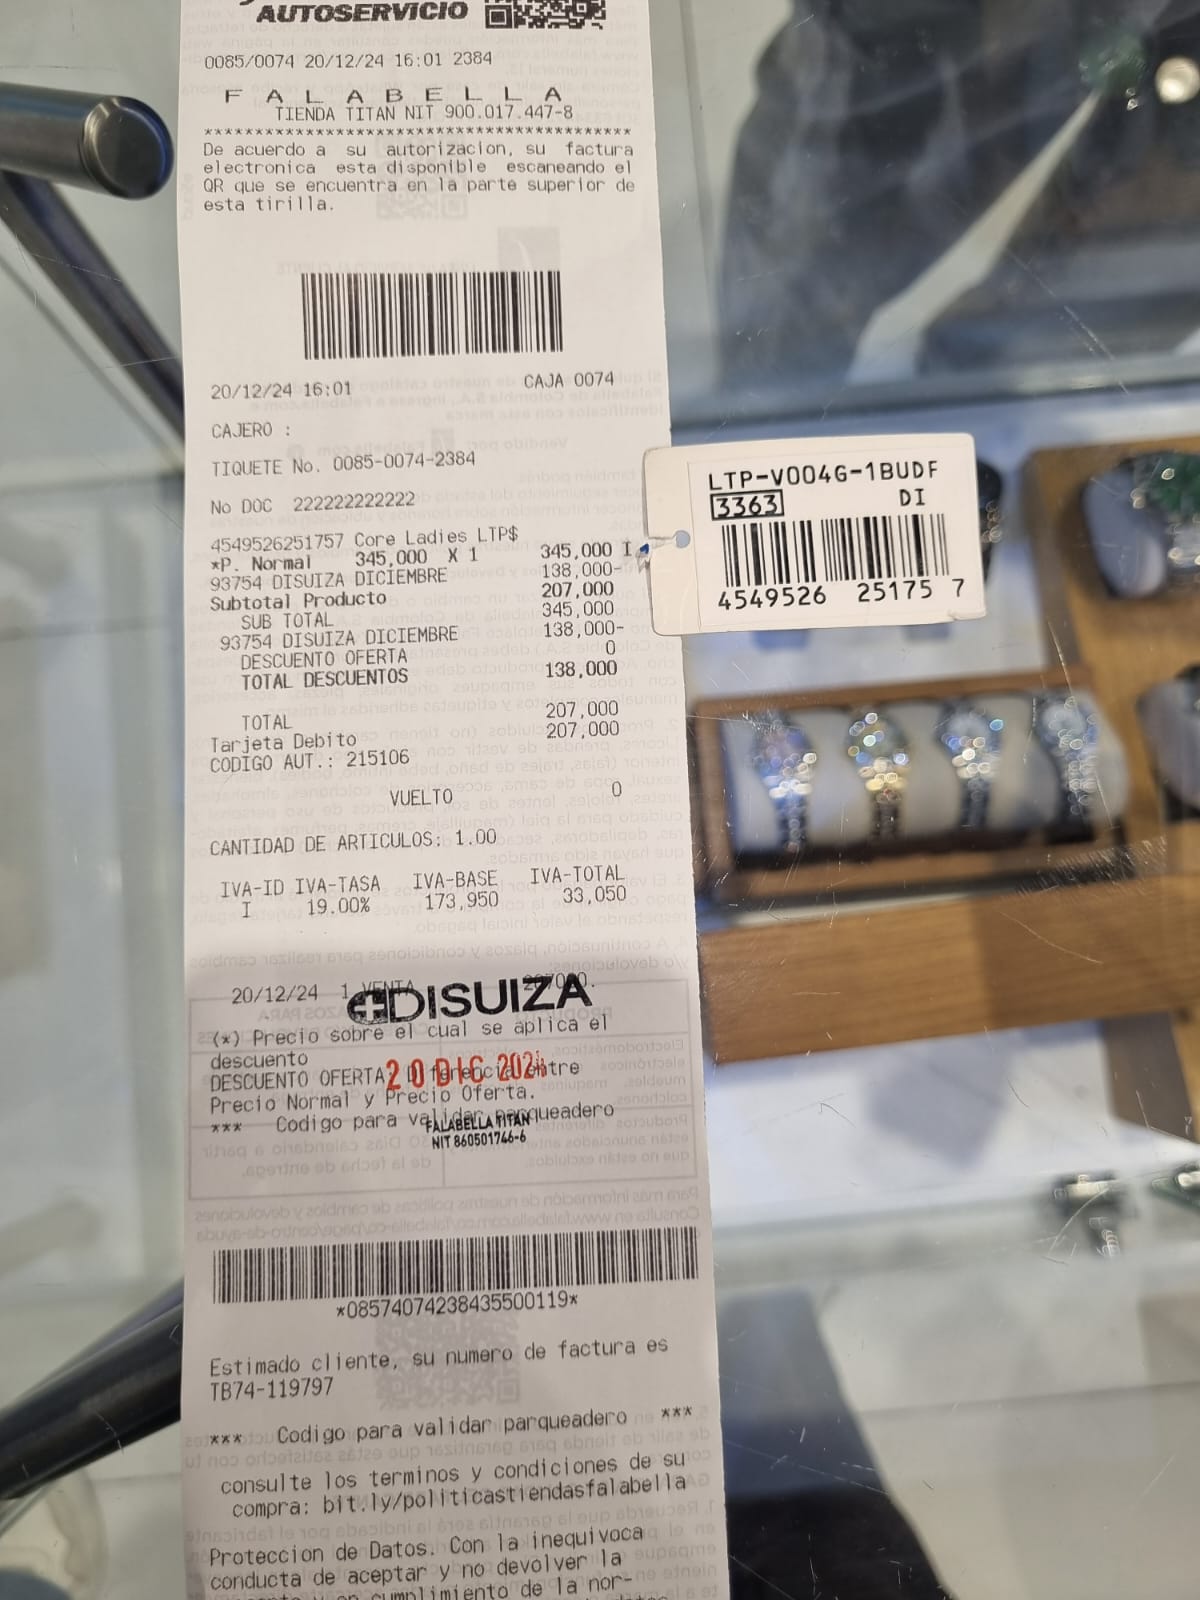 AUTOSERVICIO
0085/0074 20/12/24 16:01 2384
F A L A B E L L A
TIENDA TITAN NIT 900.017.447-8
******************************************
De acuerdo a su autorizacion, su factura
electronica esta disponible escaneando el
QR que se encuentra en la parte superior de
esta tirilla.
20/12/24 16:01 CAJA 0074
CAJERO :
TIQUETE No. 0085-0074-2384
No DOC 222222222222
4549526251757 Core Ladies LTP$
*P. Normal 345,000 X 1 345,000 I
93754 DISUIZA DICIEMBRE 138,000-
Subtotal Producto 207,000
SUB TOTAL 345,000
93754 DISUIZA DICIEMBRE 138,000-
DESCUENTO OFERTA 0
TOTAL DESCUENTOS 138,000
TOTAL 207,000
Tarjeta Debito 207,000
CODIGO AUT.: 215106
VUELTO 0
CANTIDAD DE ARTICULOS: 1.00
IVA-ID IVA-TASA IVA-BASE IVA-TOTAL
I 19.00% 173,950 33,050
20/12/24 1 VENTA
DISUIZA
(*) Precio sobre el cual se aplica el
descuento
DESCUENTO OFERTA: Diferencia entre
20 DIC 2024
Precio Normal y Precio Oferta.
*** Codigo para validar parqueadero
FALABELLA TITAN
NIT 860501746-6
*08574074238435500119*
Estimado cliente, su numero de factura es
TB74-119797
*** Codigo para validar parqueadero ***
consulte los terminos y condiciones de su
compra: bit.ly/politicastiendasfalabella
Proteccion de Datos. Con la inequivoca
conducta de aceptar y no devolver la
cumplimiento de la nor-
LTP-V004G-1BUDF
3363 DI
4549526 25175 7